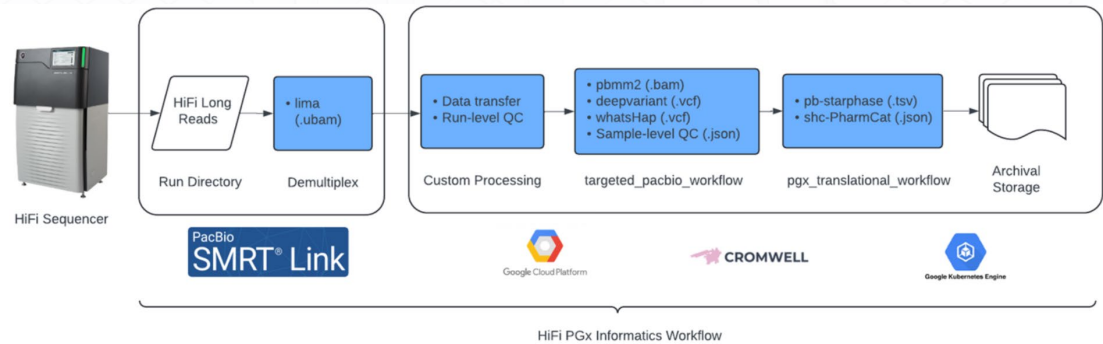 HiFi Sequencer
HiFi Long
Reads
Run Directory
• lima
(.ubam)
Demultiplex
PacBio
SMRT® Link
• Data transfer
• Run-level QC
Custom Processing
• pbmm2 (.bam)
• deepvariant (.vcf)
• whatsHap (.vcf)
• Sample-level QC (.json)
targeted_pacbio_workflow
• pb-starphase (.tsv)
• shc-PharmCat (.json)
pgx_translational_workflow
Archival
Storage
Google Cloud Platform
CROMWELL
Google Kubernetes Engine
HiFi PGx Informatics Workflow